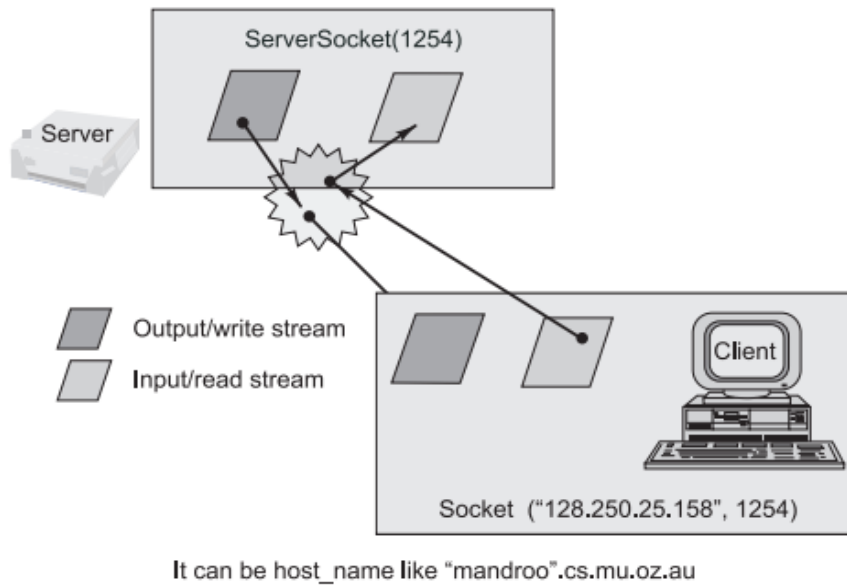 ServerSocket(1254)
Server
Output/write stream
Input/read stream
Client
Socket (“128.250.25.158”, 1254)
It can be host_name like “mandroo”.cs.mu.oz.au